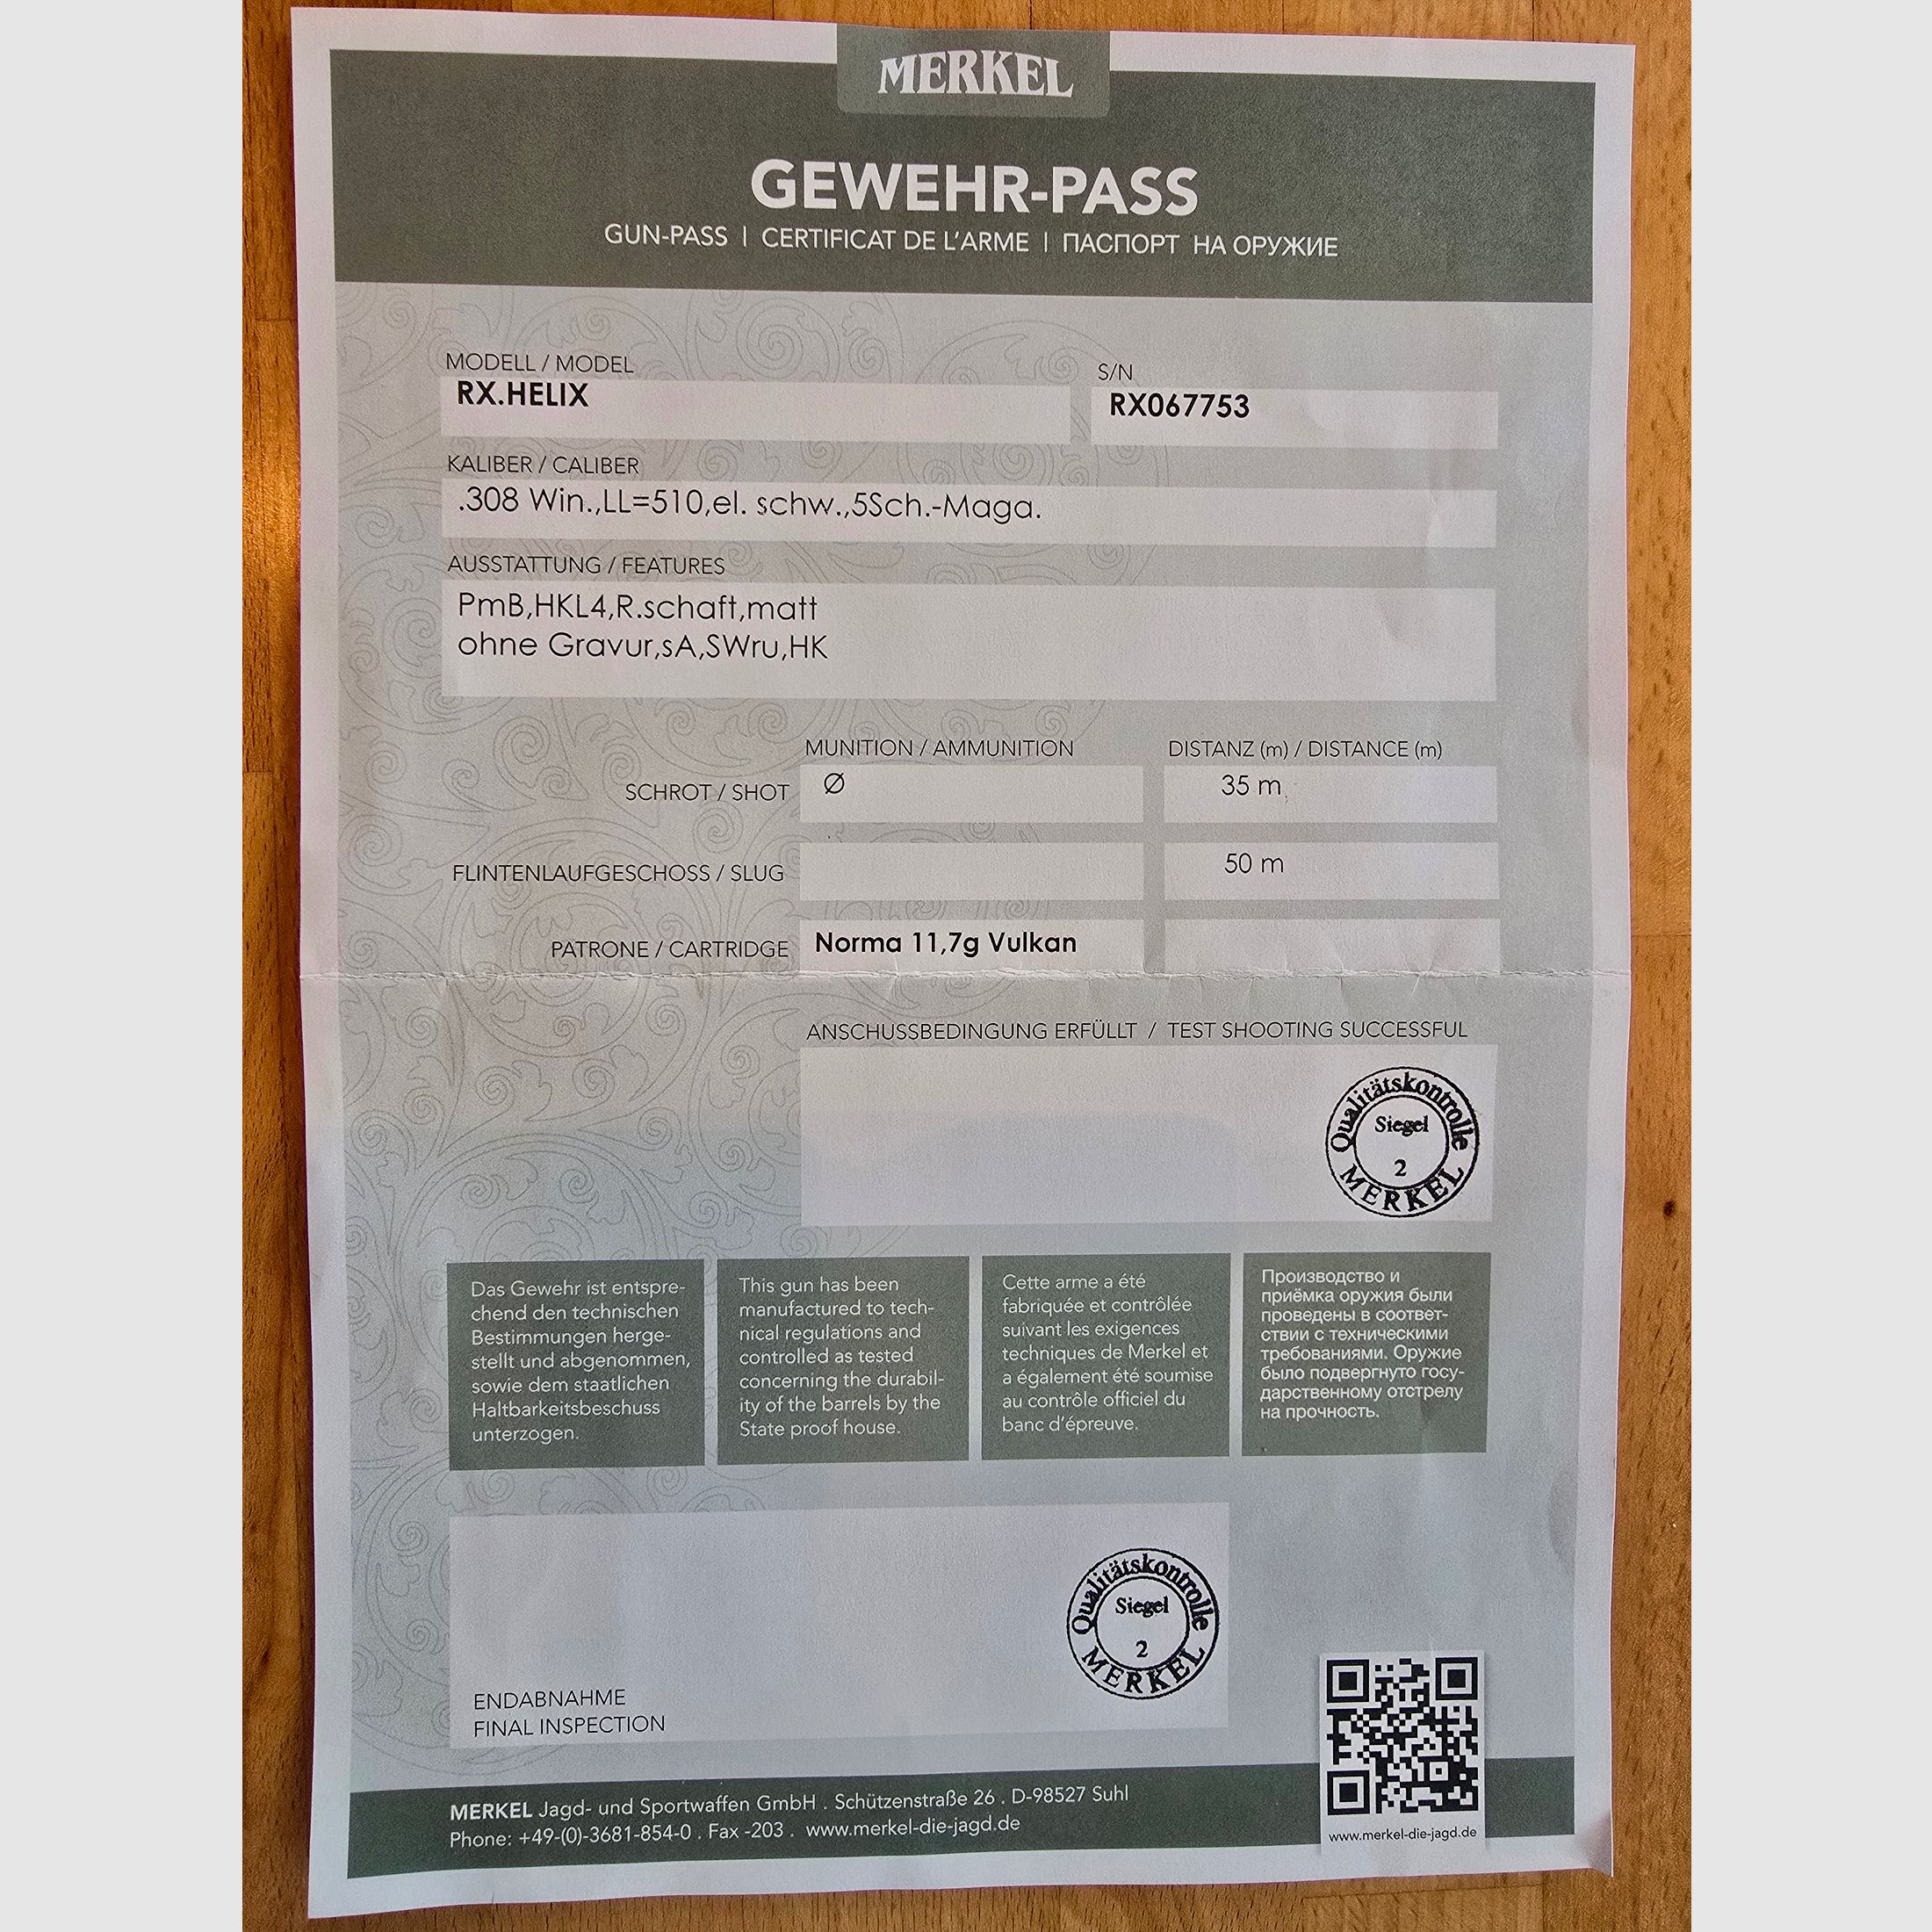 MERKEL
GEWEHR-PASS
GUN-PASS | CERTIFICAT DE L'ARME | ПАСПОРТ НА ОРУЖИЕ
MODELL / MODEL
RX.HELIX
S/N
RX067753
KALIBER / CALIBER
.308 Win.,LL=510,el. schw.,5Sch.-Maga.
AUSSTATTUNG / FEATURES
PmB,HKL4,R.schaft,matt
ohne Gravur,sA,SWru,HK
MUNITION / AMMUNITION
DISTANZ (m) / DISTANCE (m)
SCHROT / SHOT
Ø
35 m
FLINTENLAUFGESCHOSS / SLUG
50 m
PATRONE / CARTRIDGE
Norma 11,7g Vulkan
ANSCHUSSBEDINGUNG ERFÜLLT / TEST SHOOTING SUCCESSFUL
Qualitätskontrolle
Siegel
2
MERKEL
Das Gewehr ist entspre-
chend den technischen
Bestimmungen herge-
stellt und abgenommen,
sowie dem staatlichen
Haltbarkeitsbeschuss
unterzogen.
This gun has been
manufactured to tech-
nical regulations and
controlled as tested
concerning the durabil-
ity of the barrels by the
State proof house.
Cette arme a été
fabriquée et contrôlée
suivant les exigences
techniques de Merkel et
a également été soumise
au contrôle officiel du
banc d'épreuve.
Производство и
приёмка оружия были
проведены в соответ-
ствии с техническими
требованиями. Оружие
было подвергнуто госу-
дарственному отстрелу
на прочность.
Qualitätskontrolle
Siegel
2
MERKEL
ENDABNAHME
FINAL INSPECTION
MERKEL Jagd- und Sportwaffen GmbH . Schützenstraße 26 . D-98527 Suhl
Phone: +49-(0)-3681-854-0 . Fax -203 . www.merkel-die-jagd.de
www.merkel-die-jagd.de